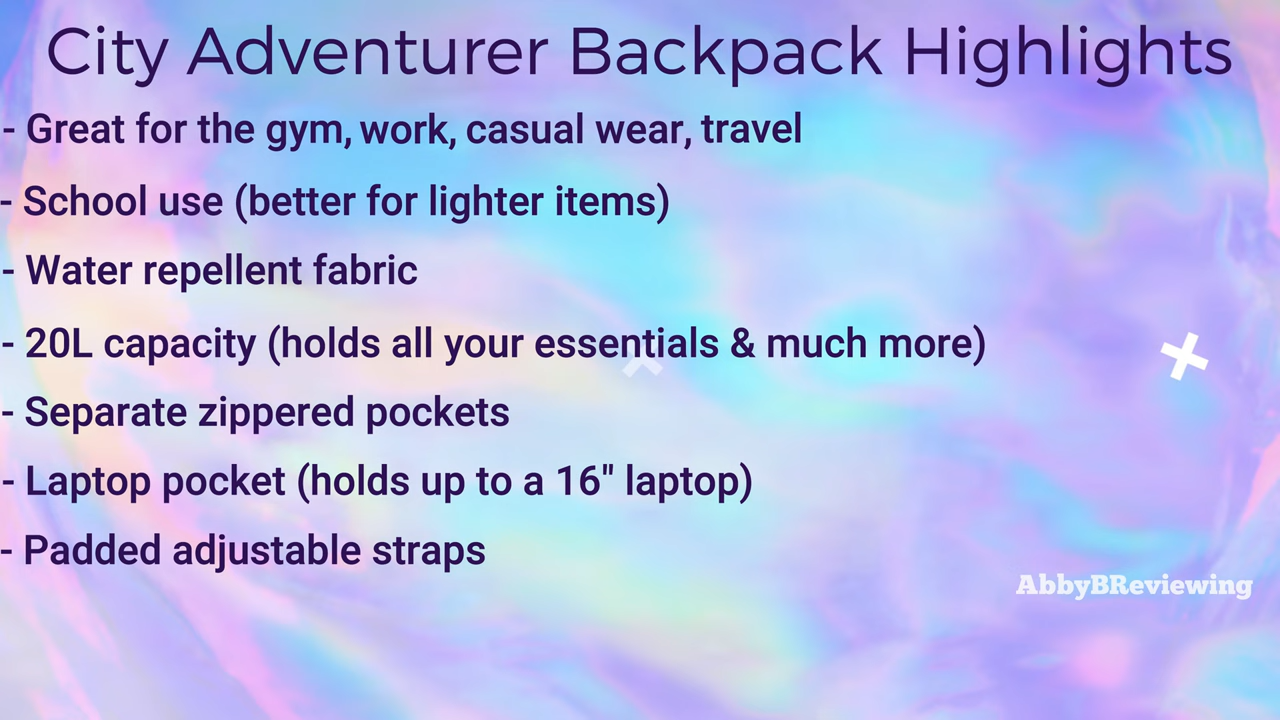 City Adventurer Backpack Highlights
- Great for the gym, work, casual wear, travel
- School use (better for lighter items)
- Water repellent fabric
- 20L capacity (holds all your essentials & much more)
- Separate zippered pockets
- Laptop pocket (holds up to a 16" laptop)
- Padded adjustable straps
AbbyBReviewing